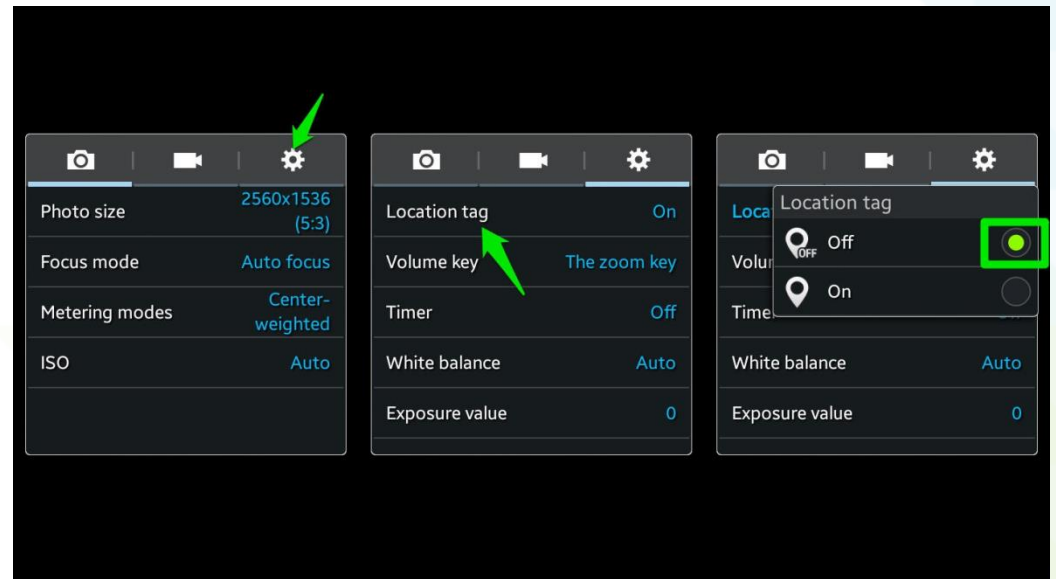 Photo size
2560x1536
(5:3)
Focus mode
Auto focus
Metering modes
Center-
weighted
ISO
Auto
Location tag
On
Volume key
The zoom key
Timer
Off
White balance
Auto
Exposure value
0
Loca
Location tag
OFF
Off
Volu
On
Time
White balance
Auto
Exposure value
0